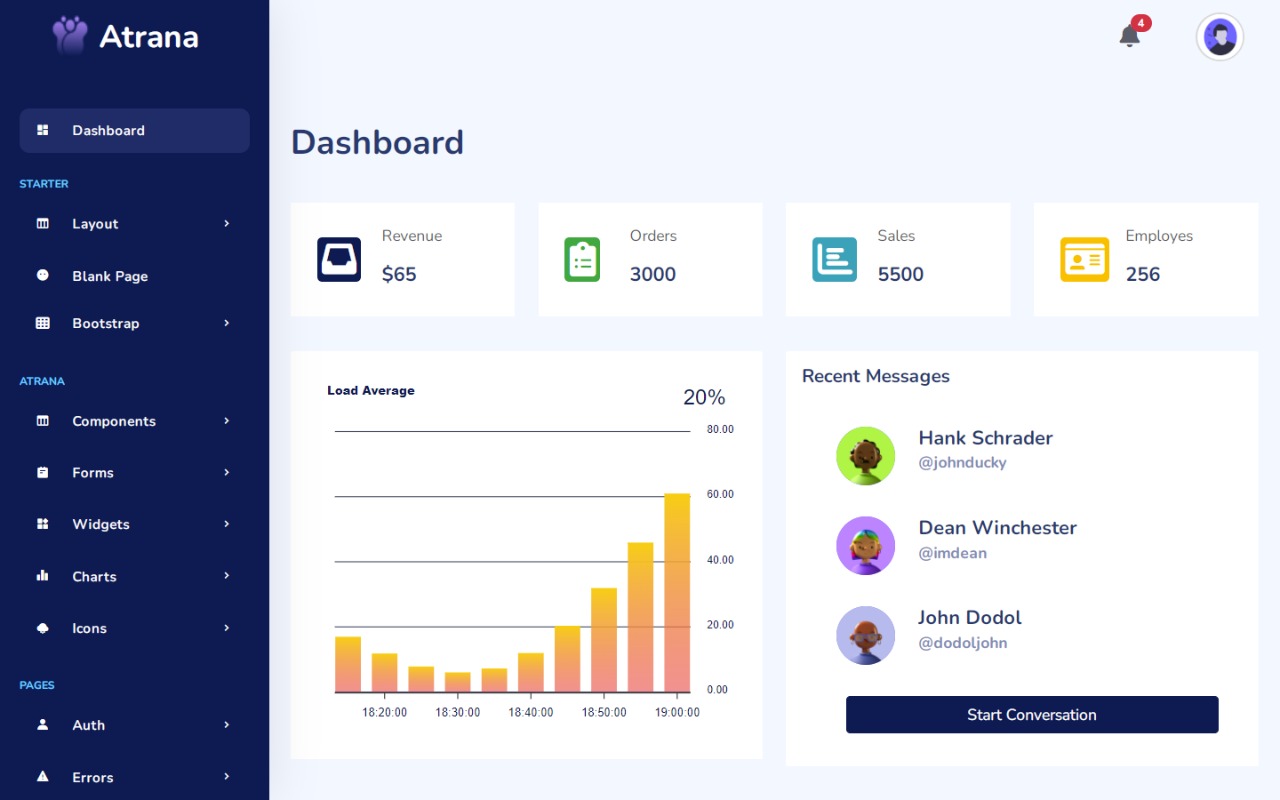 Atrana
4
Dashboard
STARTER
Layout
Blank Page
Bootstrap
ATRANA
Components
Forms
Widgets
Charts
Icons
PAGES
Auth
Errors
Dashboard
Revenue
$65
Orders
3000
Sales
5500
Employes
256
Load Average
20%
80.00
60.00
40.00
20.00
0.00
18:20:00 18:30:00 18:40:00 18:50:00 19:00:00
Recent Messages
Hank Schrader
@johnducky
Dean Winchester
@imdean
John Dodol
@dodoljohn
Start Conversation